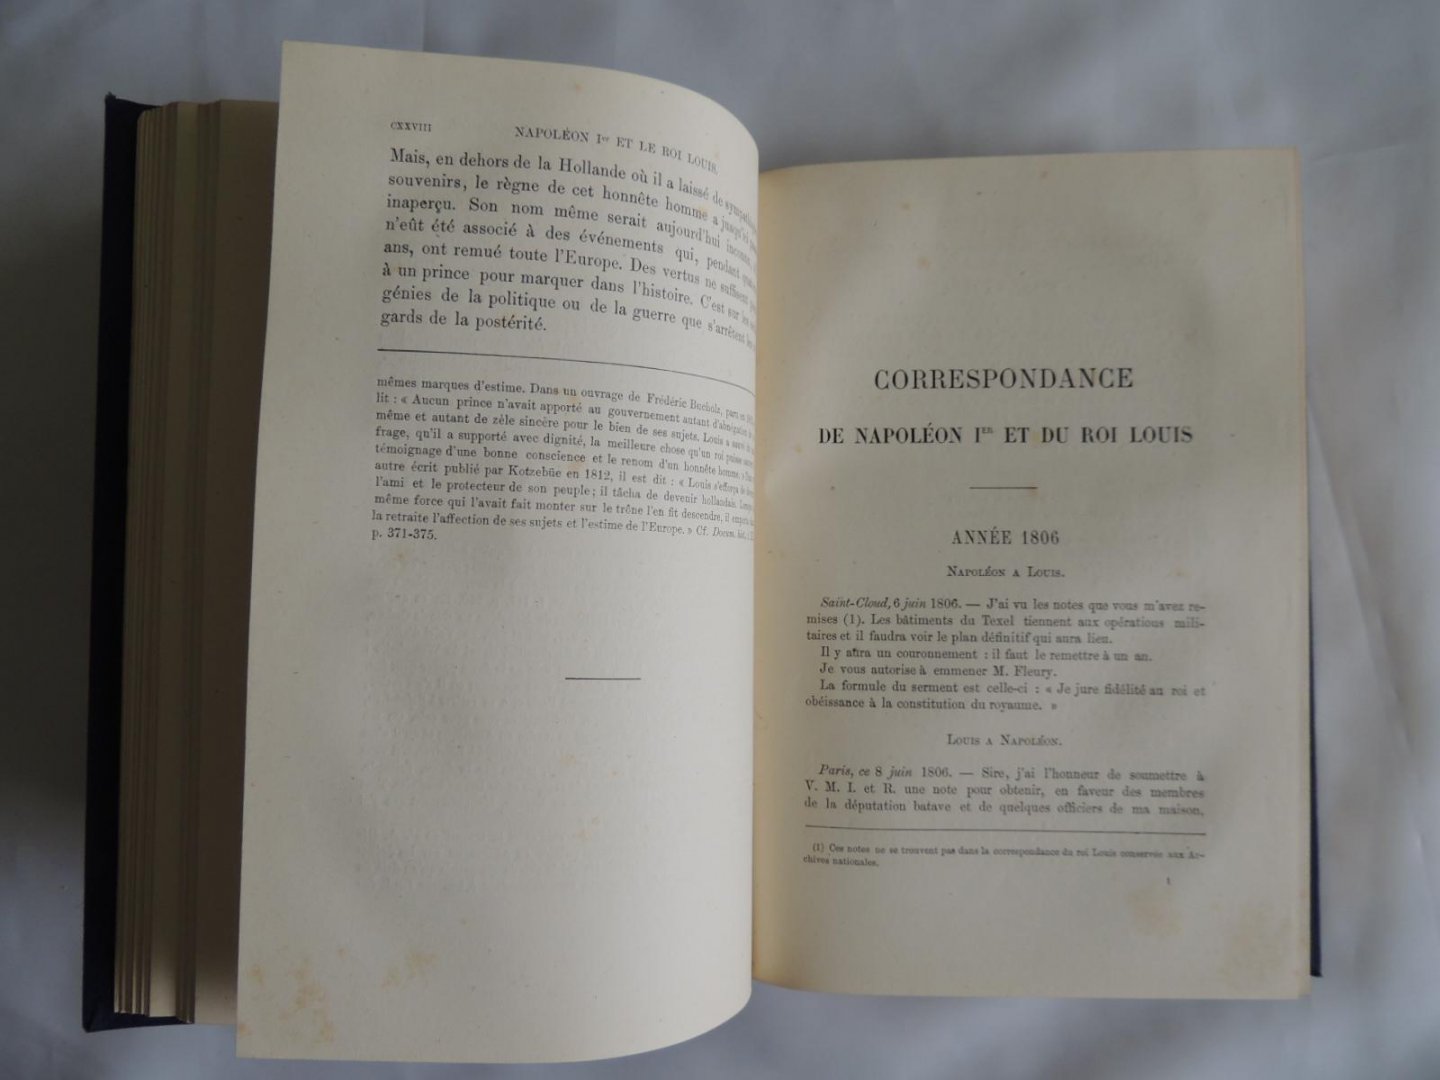 CXXVIII NAPOLÉON Ier ET LE ROI LOUIS.
Mais, en dehors de la Hollande où il a laissé de
souvenirs, le règne de cet honnête homme a jusqu'ici
inaperçu. Son nom même serait aujourd'hui inconnu,
n'eût été associé à des événements qui, pendant
ans, ont remué toute l'Europe. Des vertus ne suffisent
à un prince pour marquer dans l'histoire. C'est sur les
génies de la politique ou de la guerre que s'arrêtent les
gards de la postérité.
mêmes marques d'estime. Dans un ouvrage de Frédéric Bucholz, paru en
lit : « Aucun prince n'avait apporté au gouvernement autant d'abnégation de
même et autant de zèle sincère pour le bien de ses sujets. Louis a sauvé
frage, qu'il a supporté avec dignité, la meilleure chose qu'un roi puisse
témoignage d'une bonne conscience et le renom d'un honnête homme. »
autre écrit publié par Kotzebüe en 1812, il est dit : « Louis s'efforça de
l'ami et le protecteur de son peuple ; il tâcha de devenir hollandais.
même force qui l'avait fait monter sur le trône l'en fit descendre, il emporta
la retraite l'affection de ses sujets et l'estime de l'Europe. » Cf. Docum. hist.
p. 371-375.
CORRESPONDANCE
DE NAPOLÉON IER ET DU ROI LOUIS
ANNÉE 1806
NAPOLÉON A LOUIS.
Saint-Cloud, 6 juin 1806. — J'ai vu les notes que vous m'avez re-
mises (1). Les bâtiments du Texel tiennent aux opérations mili-
taires et il faudra voir le plan définitif qui aura lieu.
Il y aura un couronnement : il faut le remettre à un an.
Je vous autorise à emmener M. Fleury.
La formule du serment est celle-ci : « Je jure fidélité au roi et
obéissance à la constitution du royaume. »
LOUIS A NAPOLÉON.
Paris, ce 8 juin 1806. — Sire, j'ai l'honneur de soumettre à
V. M. I. et R. une note pour obtenir, en faveur des membres
de la députation batave et de quelques officiers de ma maison,
(1) Ces notes ne se trouvent pas dans la correspondance du roi Louis conservée aux Ar-
chives nationales.
1